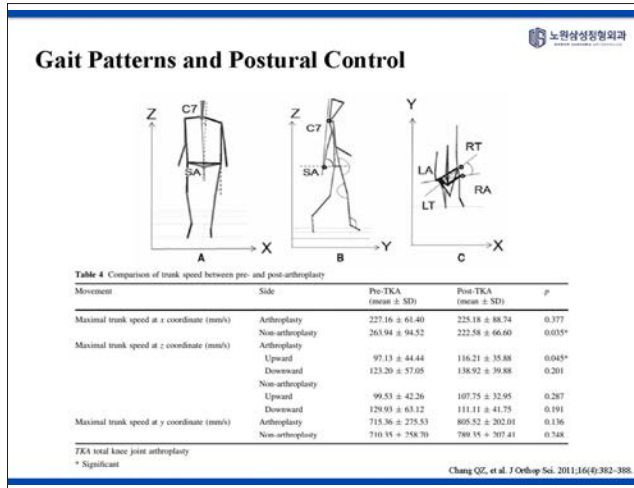 노원삼성정형외과
Gait Patterns and Postural Control
Z
C7
SA
X
A
Z
C7
SA
Y
B
Y
RT
LA
RA
LT
X
C
Table 4 Comparison of trunk speed between pre- and post-arthroplasty
Movement Side Pre-TKA (mean ± SD) Post-TKA (mean ± SD) p
Maximal trunk speed at x coordinate (mm/s) Arthroplasty 227.16 ± 61.40 225.18 ± 88.74 0.377
Non-arthroplasty 263.94 ± 94.52 222.58 ± 66.60 0.035*
Maximal trunk speed at z coordinate (mm/s) Arthroplasty
Upward 97.13 ± 44.44 116.21 ± 35.88 0.045*
Downward 123.20 ± 57.05 138.92 ± 39.88 0.201
Non-arthroplasty
Upward 99.53 ± 42.26 107.75 ± 32.95 0.287
Downward 129.93 ± 63.12 111.11 ± 41.75 0.191
Maximal trunk speed at y coordinate (mm/s) Arthroplasty 715.36 ± 275.53 805.52 ± 202.01 0.136
Non-arthroplasty 710.35 ± 258.70 789.35 ± 207.41 0.248
TKA total knee joint arthroplasty
* Significant
Chang QZ, et al. J Orthop Sci. 2011;16(4):382-388.